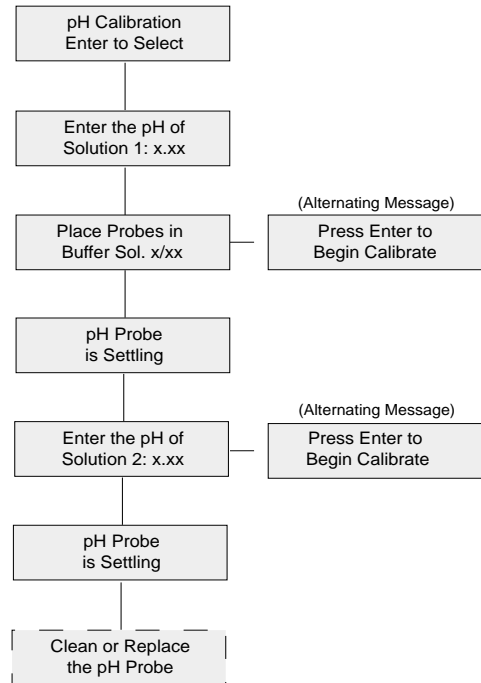 pH Calibration
Enter to Select
Enter the pH of
Solution 1: x.xx
(Alternating Message)
Place Probes in
Buffer Sol. x/xx
Press Enter to
Begin Calibrate
pH Probe
is Settling
(Alternating Message)
Enter the pH of
Solution 2: x.xx
Press Enter to
Begin Calibrate
pH Probe
is Settling
Clean or Replace
the pH Probe